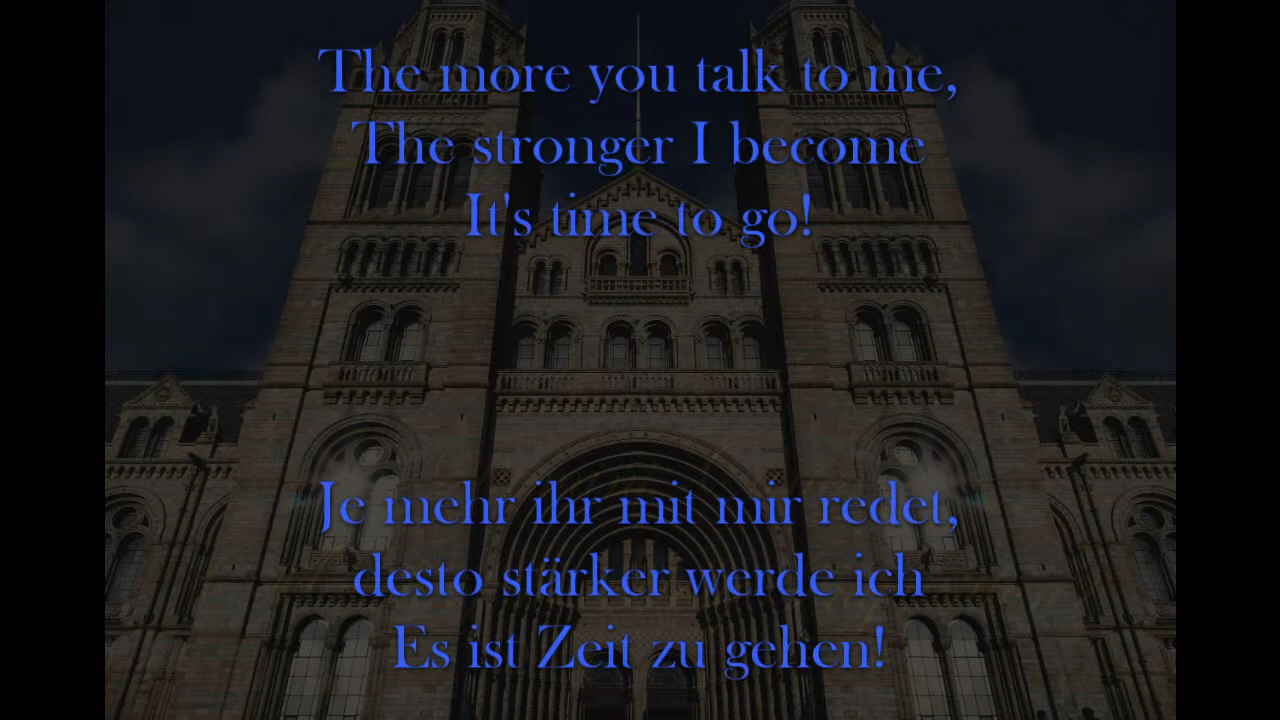 The more you talk to me,
The stronger I become
It's time to go!
Je mehr ihr mit mir redet,
desto stärker werde ich
Es ist Zeit zu gehen!